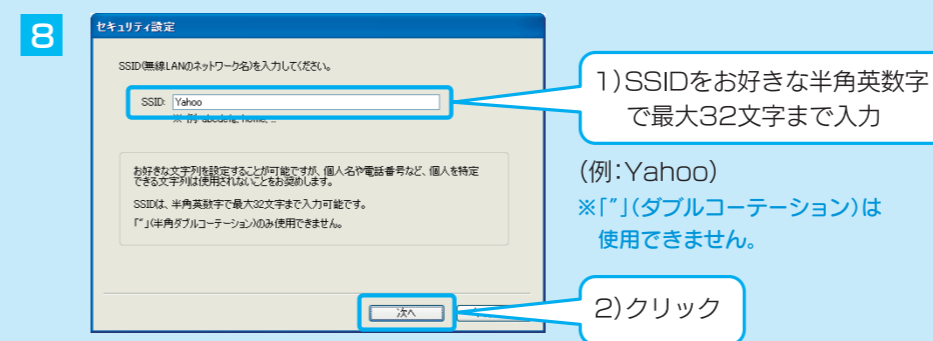 8
セキュリティ設定
SSID(無線LANのネットワーク名)を入力してください。
SSID: Yahoo
※ 例) abcdefg, home, ...
お好きな文字列を設定することが可能ですが、個人名や電話番号など、個人を特定
できる文字列は使用されないことをお奨めします。
SSIDは、半角英数字で最大32文字まで入力可能です。
「"」(半角ダブルコーテーション)のみ使用できません。
次へ
1)SSIDをお好きな半角英数字
で最大32文字まで入力
(例:Yahoo)
※「"」(ダブルコーテーション)は
使用できません。
2)クリック